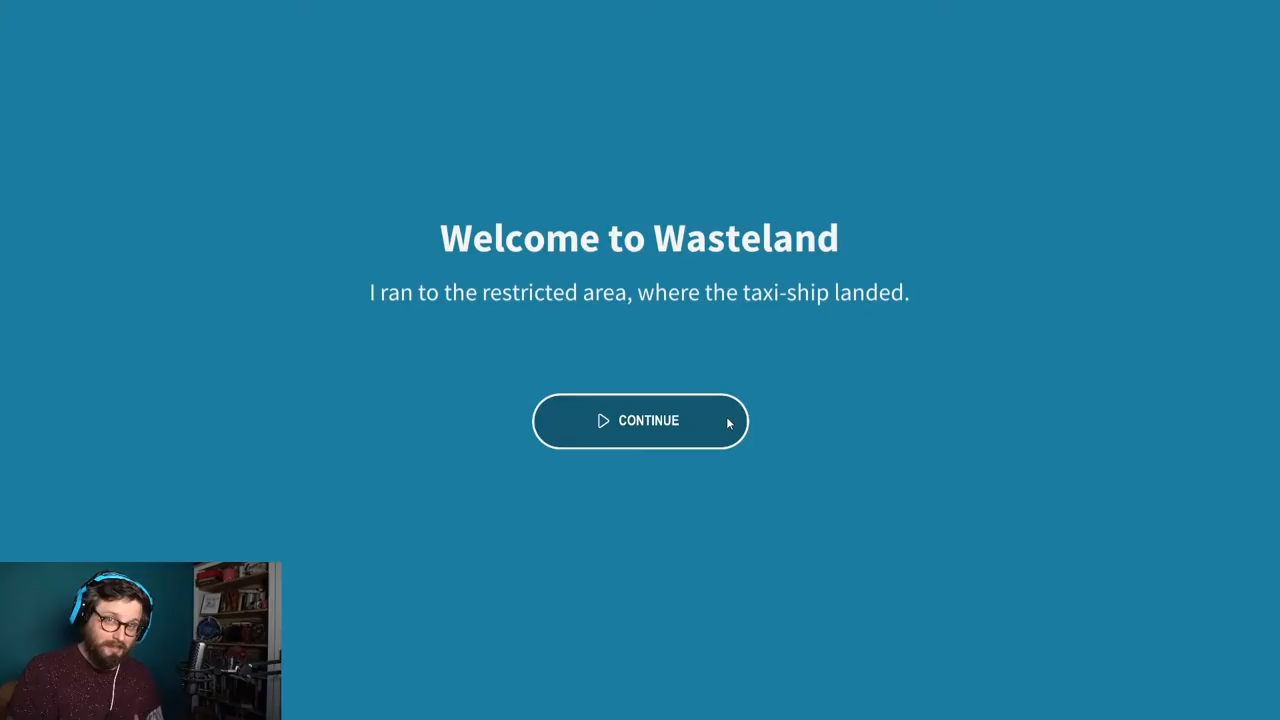 Welcome to Wasteland
I ran to the restricted area, where the taxi-ship landed.
CONTINUE